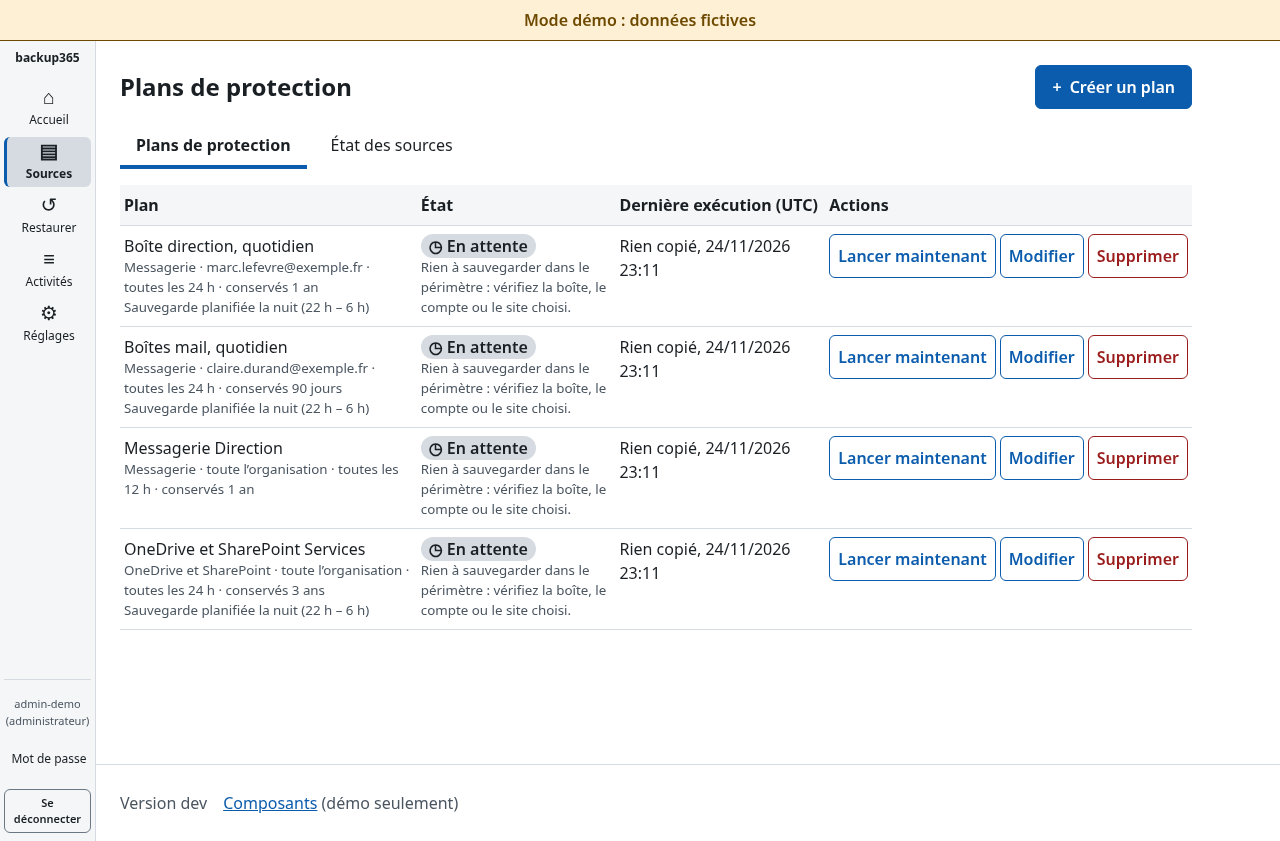 Mode démo : données fictives
backup365
Accueil
Sources
Restaurer
Activités
Réglages
admin-demo
(administrateur)
Mot de passe
Se
déconnecter
Plans de protection
+ Créer un plan
Plans de protection
État des sources
Plan
État
Dernière exécution (UTC)
Actions
Boîte direction, quotidien
Messagerie · marc.lefevre@exemple.fr ·
toutes les 24 h · conservés 1 an
Sauvegarde planifiée la nuit (22 h – 6 h)
En attente
Rien à sauvegarder dans le
périmètre : vérifiez la boîte, le
compte ou le site choisi.
Rien copié, 24/11/2026
23:11
Lancer maintenant
Modifier
Supprimer
Boîtes mail, quotidien
Messagerie · claire.durand@exemple.fr ·
toutes les 24 h · conservés 90 jours
Sauvegarde planifiée la nuit (22 h – 6 h)
En attente
Rien à sauvegarder dans le
périmètre : vérifiez la boîte, le
compte ou le site choisi.
Rien copié, 24/11/2026
23:11
Lancer maintenant
Modifier
Supprimer
Messagerie Direction
Messagerie · toute l’organisation · toutes les
12 h · conservés 1 an
En attente
Rien à sauvegarder dans le
périmètre : vérifiez la boîte, le
compte ou le site choisi.
Rien copié, 24/11/2026
23:11
Lancer maintenant
Modifier
Supprimer
OneDrive et SharePoint Services
OneDrive et SharePoint · toute l’organisation ·
toutes les 24 h · conservés 3 ans
Sauvegarde planifiée la nuit (22 h – 6 h)
En attente
Rien à sauvegarder dans le
périmètre : vérifiez la boîte, le
compte ou le site choisi.
Rien copié, 24/11/2026
23:11
Lancer maintenant
Modifier
Supprimer
Version dev Composants (démo seulement)